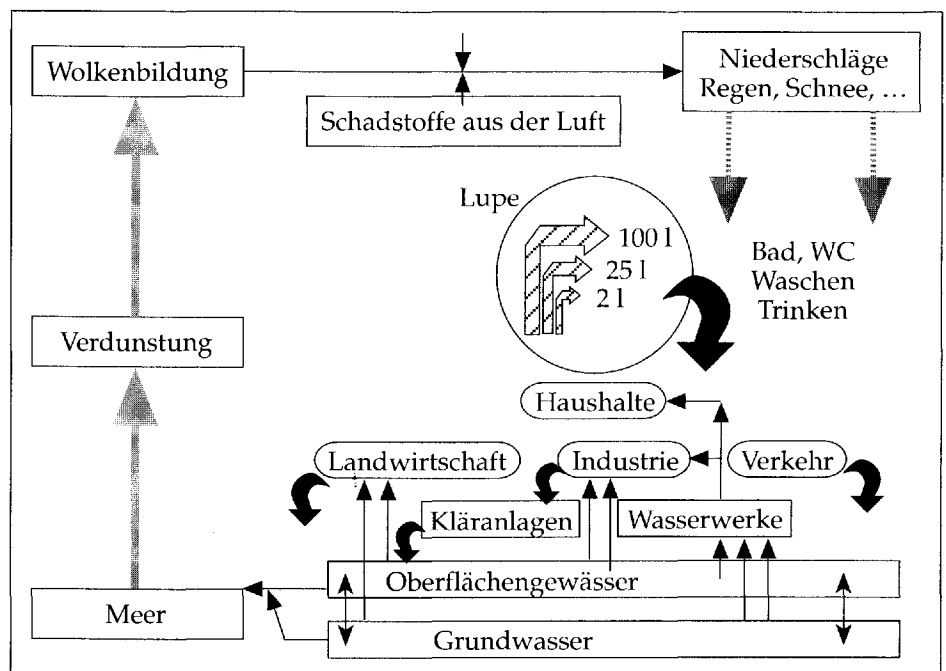 Wolkenbildung
Niederschläge
Regen, Schnee, ...
Schadstoffe aus der Luft
Lupe
100 l
25 l
2 l
Bad, WC
Waschen
Trinken
Verdunstung
Haushalte
Landwirtschaft
Industrie
Verkehr
Kläranlagen
Wasserwerke
Oberflächengewässer
Meer
Grundwasser